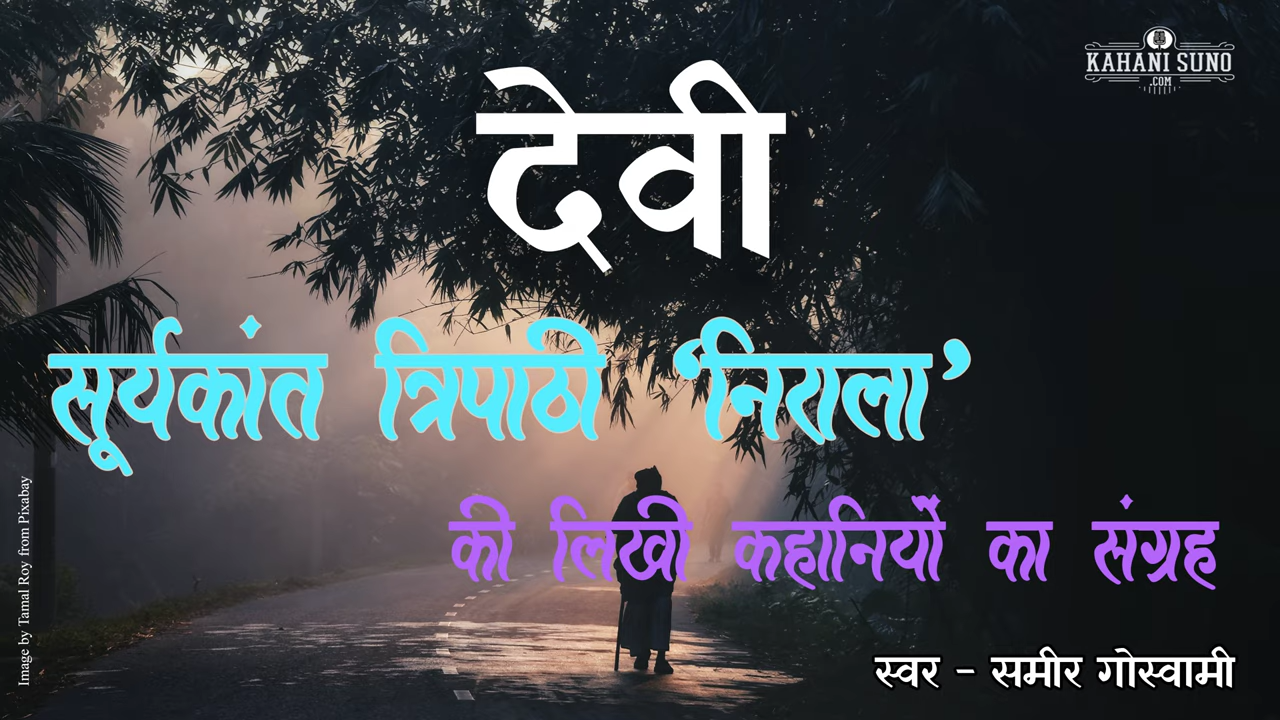 KAHANI SUNO
.COM
देवी
सूर्यकांत त्रिपाठी ‘निराला’
की लिखी कहानियों का संग्रह
स्वर - समीर गोस्वामी
Image by Tamal Roy from Pixabay